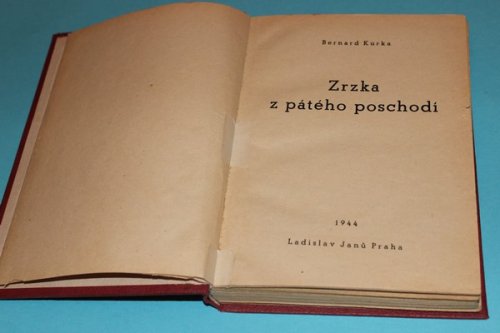 Bernard Kurka
Zrzka
z pátého poschodí
1944
Ladislav Janů Praha